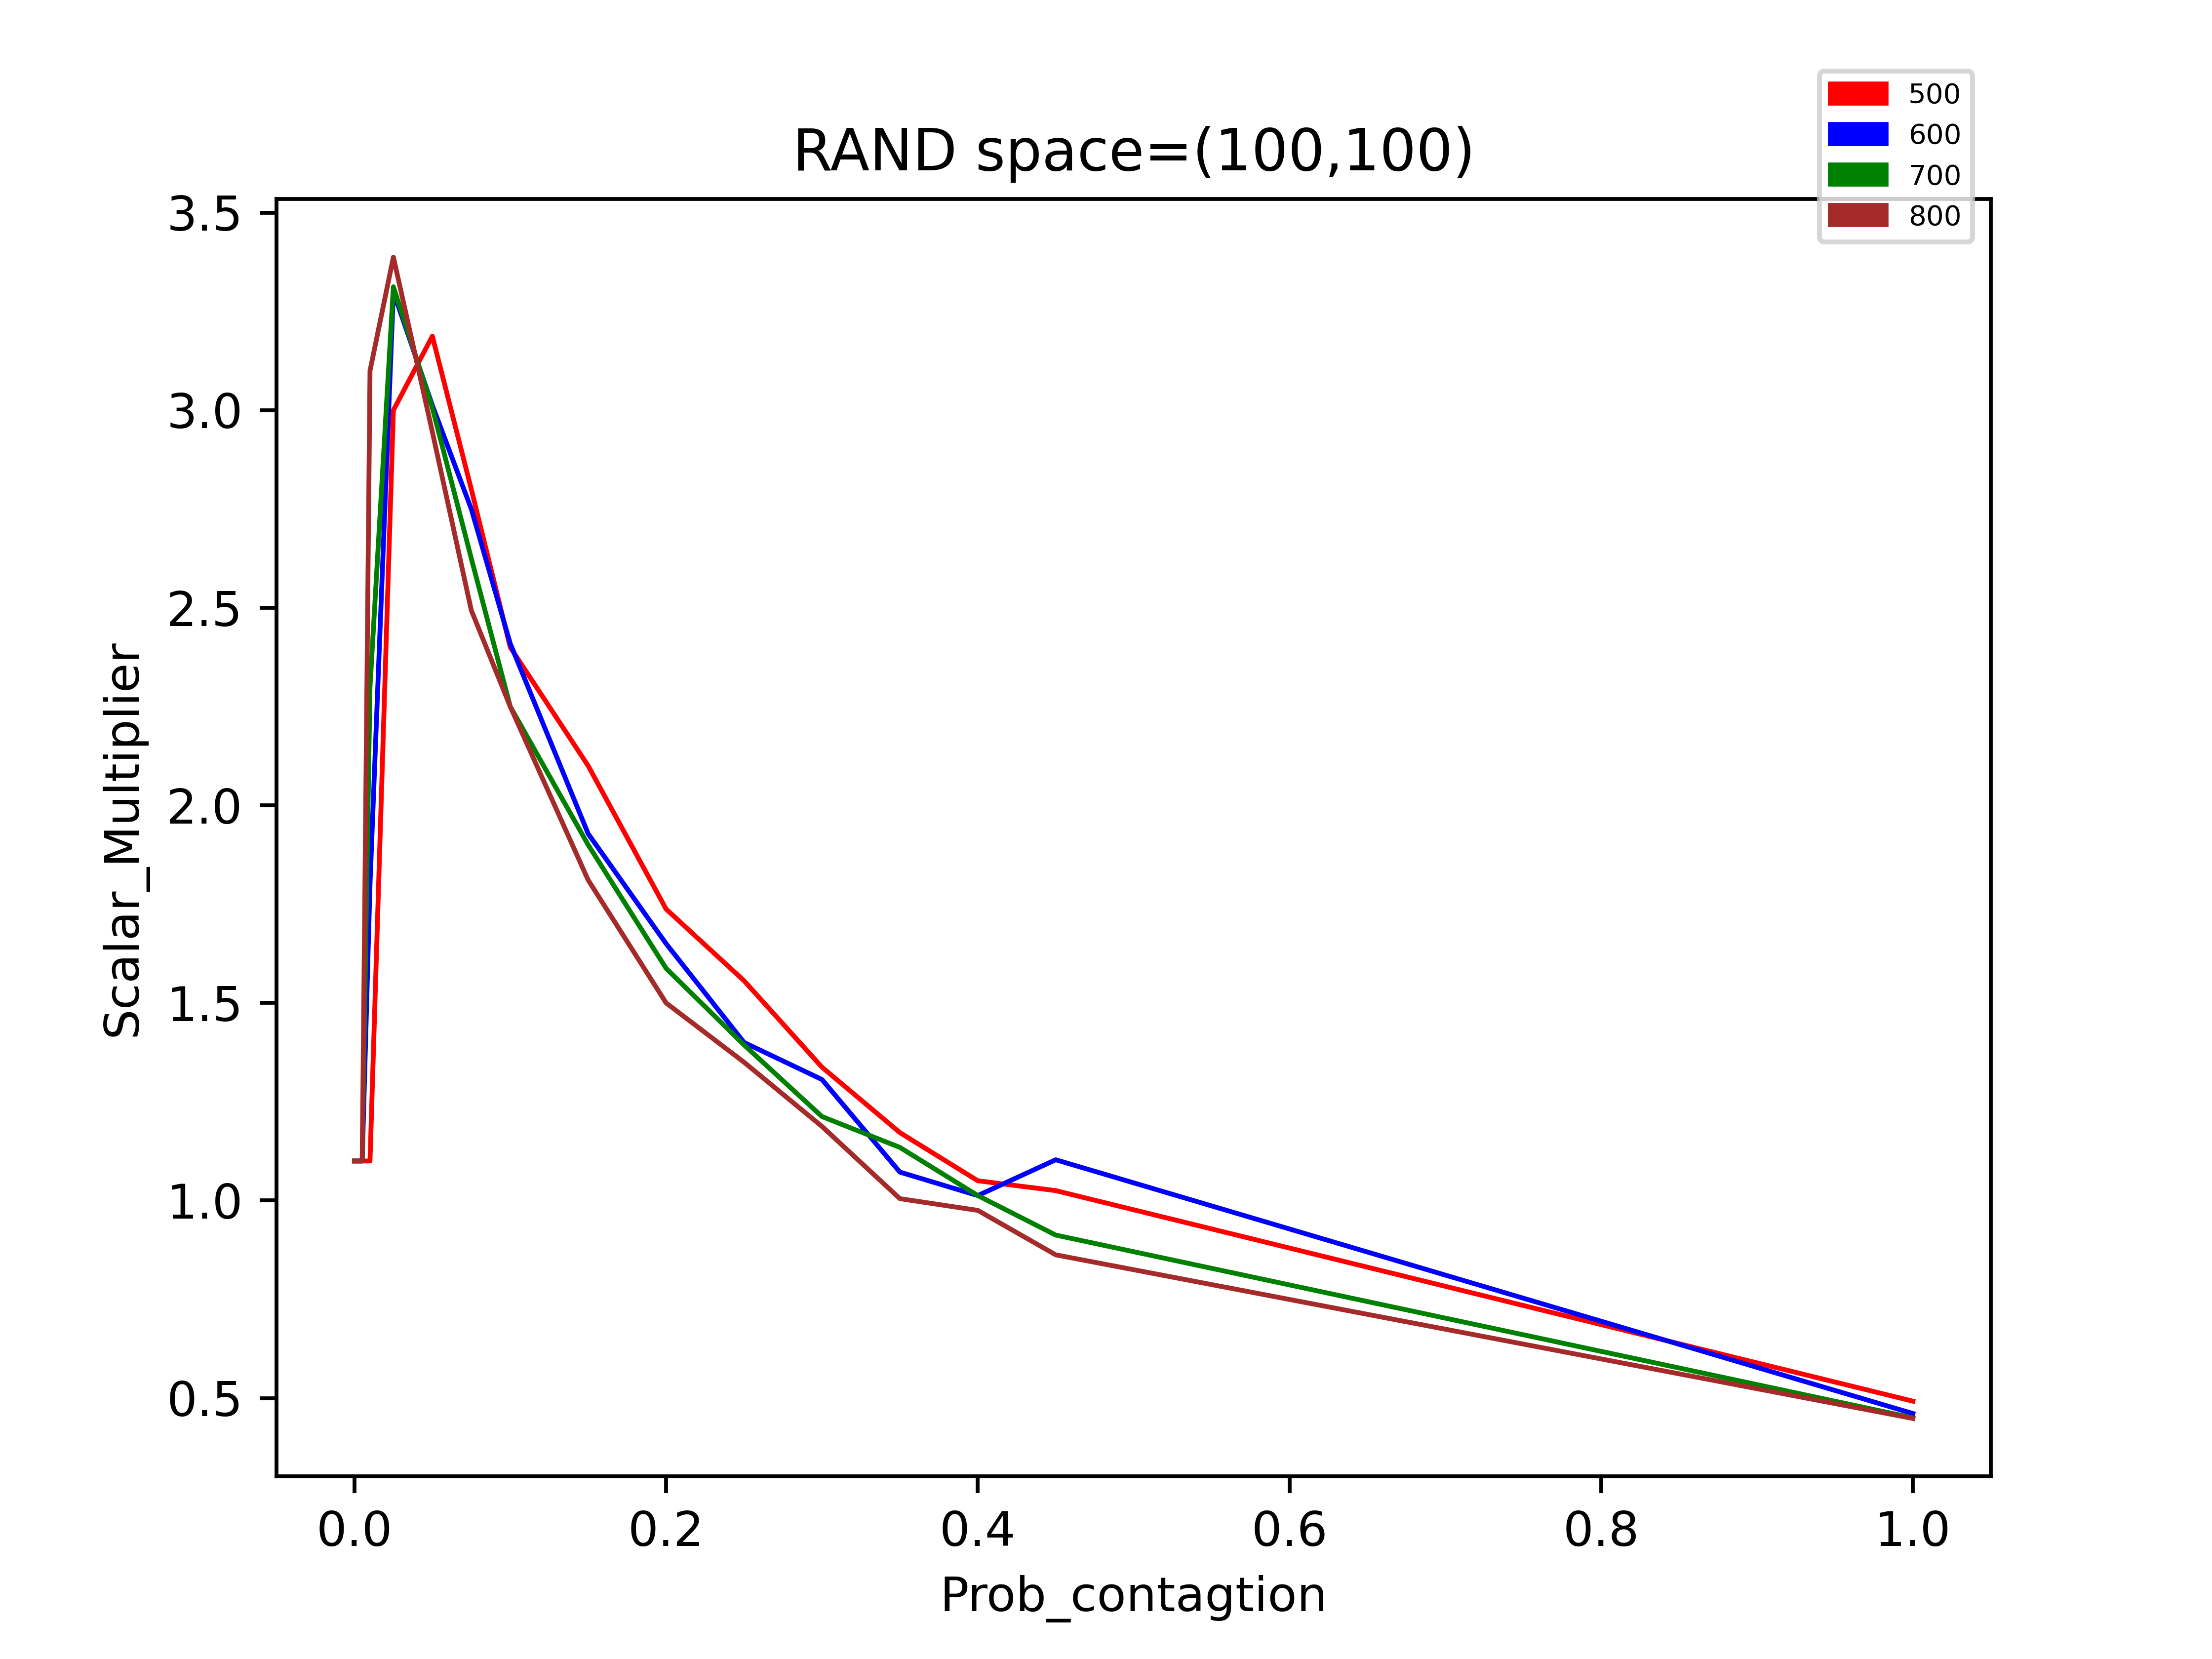 500
600
700
800
RAND space=(100,100)
3.5
3.0
2.5
2.0
1.5
1.0
0.5
Scalar_Multiplier
0.0 0.2 0.4 0.6 0.8 1.0
Prob_contagtion